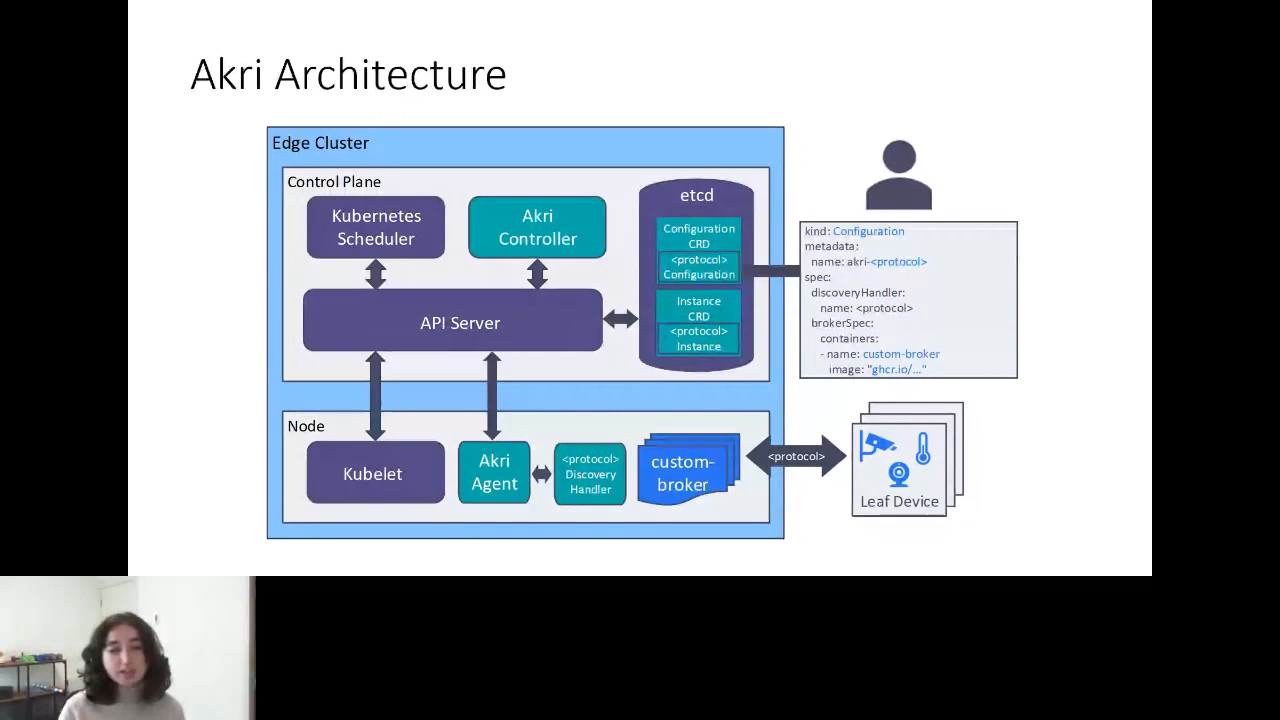 Akri Architecture
Edge Cluster
Control Plane
Kubernetes
Scheduler
Akri
Controller
etcd
Configuration
CRD
<protocol>
Configuration
Instance
CRD
<protocol>
Instance
API Server
kind: Configuration
metadata:
name: akri-<protocol>
spec:
discoveryHandler:
name: <protocol>
brokerSpec:
containers:
- name: custom-broker
image: "ghcr.io/..."
Node
Kubelet
Akri
Agent
<protocol>
Discovery
Handler
custom-
broker
<protocol>
Leaf Device